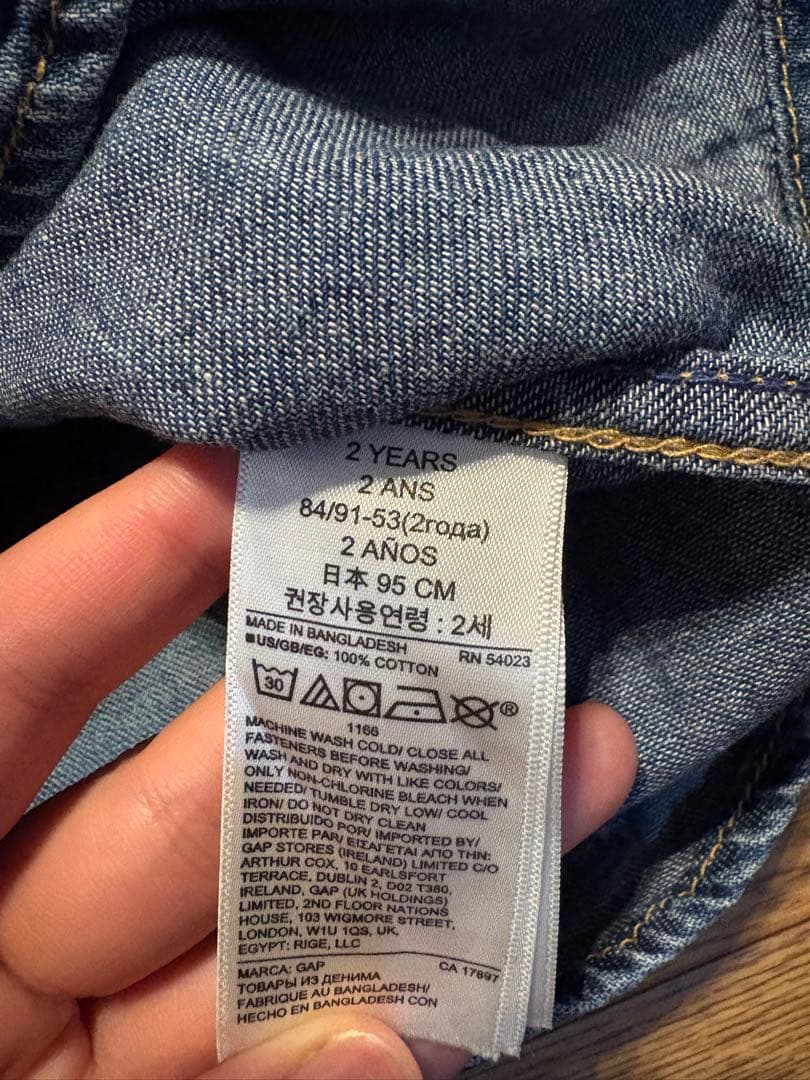 2 YEARS
2 ANS
84/91-53(2года)
2 AÑOS
日本 95 CM
권장사용연령 : 2세
MADE IN BANGLADESH
RN 54023
■US/GB/EG: 100% COTTON
30
®
1166
MACHINE WASH COLD/ CLOSE ALL
FASTENERS BEFORE WASHING/
WASH AND DRY WITH LIKE COLORS/
ONLY NON-CHLORINE BLEACH WHEN
NEEDED/ TUMBLE DRY LOW/ COOL
IRON/ DO NOT DRY CLEAN
DISTRIBUIDO POR/ IMPORTED BY/
IMPORTE PAR/ ΕΙΣΑΓΕΤΑΙ ΑΠΟ ΤΗΝ:
GAP STORES (IRELAND) LIMITED C/O
ARTHUR COX, 10 EARLSFORT
TERRACE, DUBLIN 2, D02 T380,
IRELAND, GAP (UK HOLDINGS)
LIMITED, 2ND FLOOR NATIONS
HOUSE, 103 WIGMORE STREET,
LONDON, W1U 1QS, UK,
EGYPT: RIGE, LLC
MARCA: GAP
CA 17897
ТОВАРЫ ИЗ ДЕНИМА
FABRIQUE AU BANGLADESH/
HECHO EN BANGLADESH CON